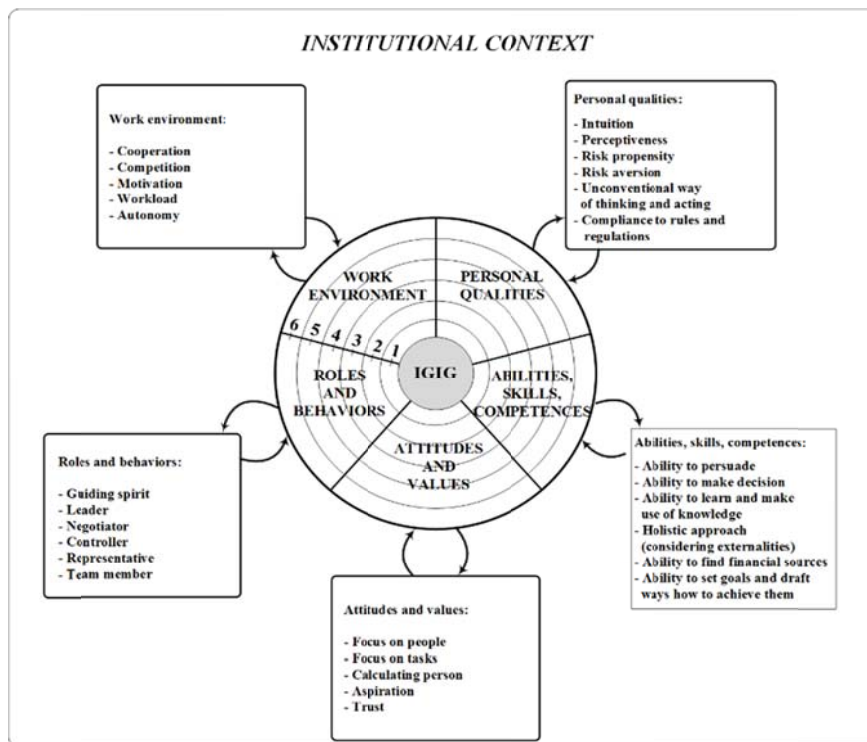 INSTITUTIONAL CONTEXT
Work environment:
- Cooperation
- Competition
- Motivation
- Workload
- Autonomy
Personal qualities:
- Intuition
- Perceptiveness
- Risk propensity
- Risk aversion
- Unconventional way
of thinking and acting
- Compliance to rules and
regulations
WORK
ENVIRONMENT
PERSONAL
QUALITIES
6 5 4 3 2 1
IGIG
ROLES
AND
BEHAVIORS
ABILITIES,
SKILLS,
COMPETENCES
ATTITUDES
AND
VALUES
Roles and behaviors:
- Guiding spirit
- Leader
- Negotiator
- Controller
- Representative
- Team member
Abilities, skills, competences:
- Ability to persuade
- Ability to make decision
- Ability to learn and make
use of knowledge
- Holistic approach
(considering externalities)
- Ability to find financial sources
- Ability to set goals and draft
ways how to achieve them
Attitudes and values:
- Focus on people
- Focus on tasks
- Calculating person
- Aspiration
- Trust